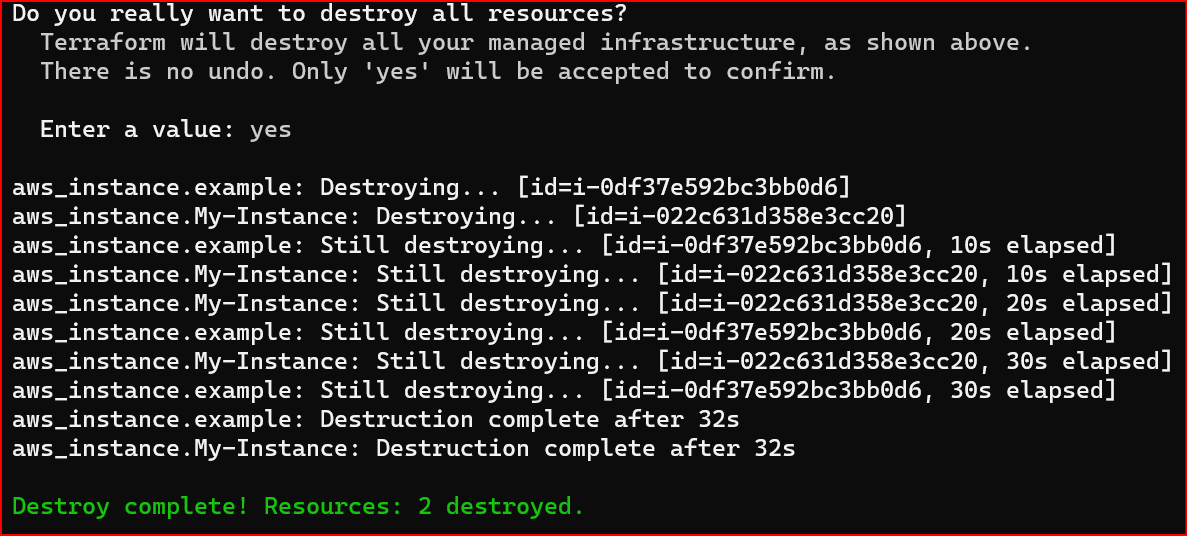 Do you really want to destroy all resources?
  Terraform will destroy all your managed infrastructure, as shown above.
  There is no undo. Only 'yes' will be accepted to confirm.

  Enter a value: yes

aws_instance.example: Destroying... [id=i-0df37e592bc3bb0d6]
aws_instance.My-Instance: Destroying... [id=i-022c631d358e3cc20]
aws_instance.example: Still destroying... [id=i-0df37e592bc3bb0d6, 10s elapsed]
aws_instance.My-Instance: Still destroying... [id=i-022c631d358e3cc20, 10s elapsed]
aws_instance.My-Instance: Still destroying... [id=i-022c631d358e3cc20, 20s elapsed]
aws_instance.example: Still destroying... [id=i-0df37e592bc3bb0d6, 20s elapsed]
aws_instance.My-Instance: Still destroying... [id=i-022c631d358e3cc20, 30s elapsed]
aws_instance.example: Still destroying... [id=i-0df37e592bc3bb0d6, 30s elapsed]
aws_instance.example: Destruction complete after 32s
aws_instance.My-Instance: Destruction complete after 32s

Destroy complete! Resources: 2 destroyed.